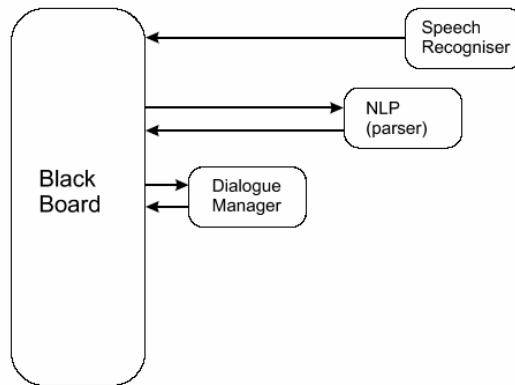 Speech
Recogniser
NLP
(parser)
Black
Board
Dialogue
Manager